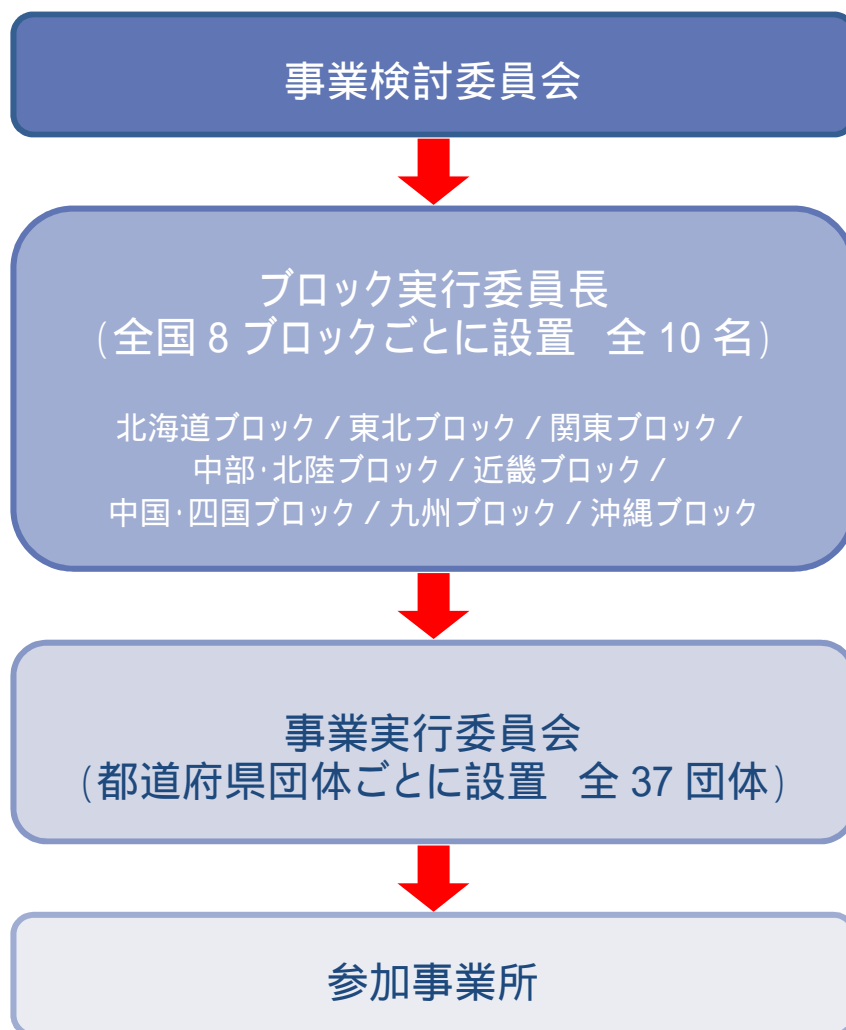 事業検討委員会
ブロック実行委員長
(全国 8 ブロックごとに設置　全 10 名)
北海道ブロック / 東北ブロック / 関東ブロック /
中部･北陸ブロック / 近畿ブロック /
中国･四国ブロック / 九州ブロック / 沖縄ブロック
事業実行委員会
(都道府県団体ごとに設置　全 37 団体)
参加事業所